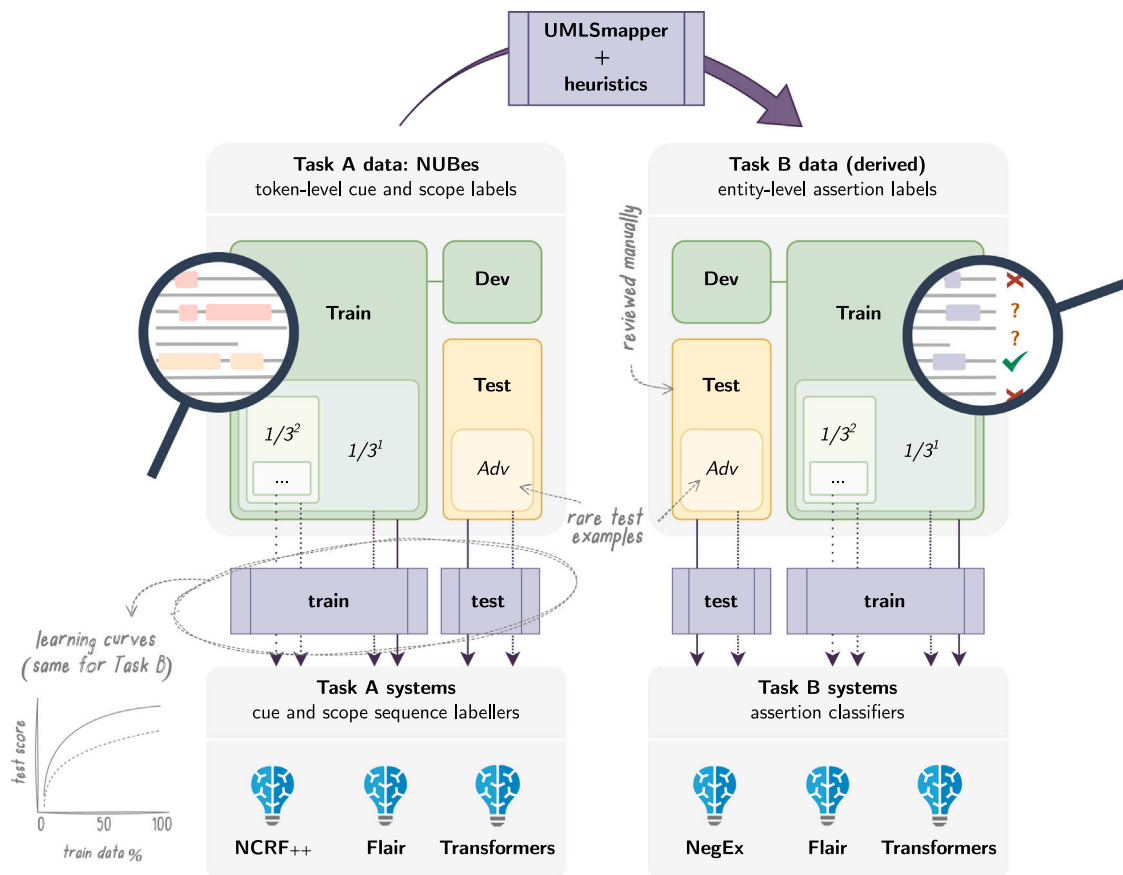 UMLSmapper
+
heuristics
Task A data: NUBes
token-level cue and scope labels
Train
Dev
Test
1/3²
1/3¹
...
Adv
Task B data (derived)
entity-level assertion labels
reviewed manually
Dev
Train
?
?
Test
1/3²
1/3¹
...
Adv
rare test
examples
train
test
test
train
learning curves
(same for Task B)
test score
0
50
100
train data %
Task A systems
cue and scope sequence labellers
NCRF++
Flair
Transformers
Task B systems
assertion classifiers
NegEx
Flair
Transformers